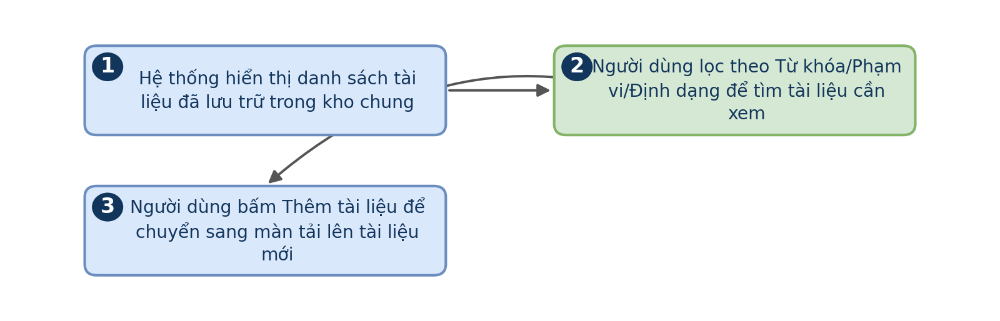 1
Hệ thống hiển thị danh sách tài
liệu đã lưu trữ trong kho chung
2
Người dùng lọc theo Từ khóa/Phạm
vi/Định dạng để tìm tài liệu cần
xem
3
Người dùng bấm Thêm tài liệu để
chuyển sang màn tải lên tài liệu
mới